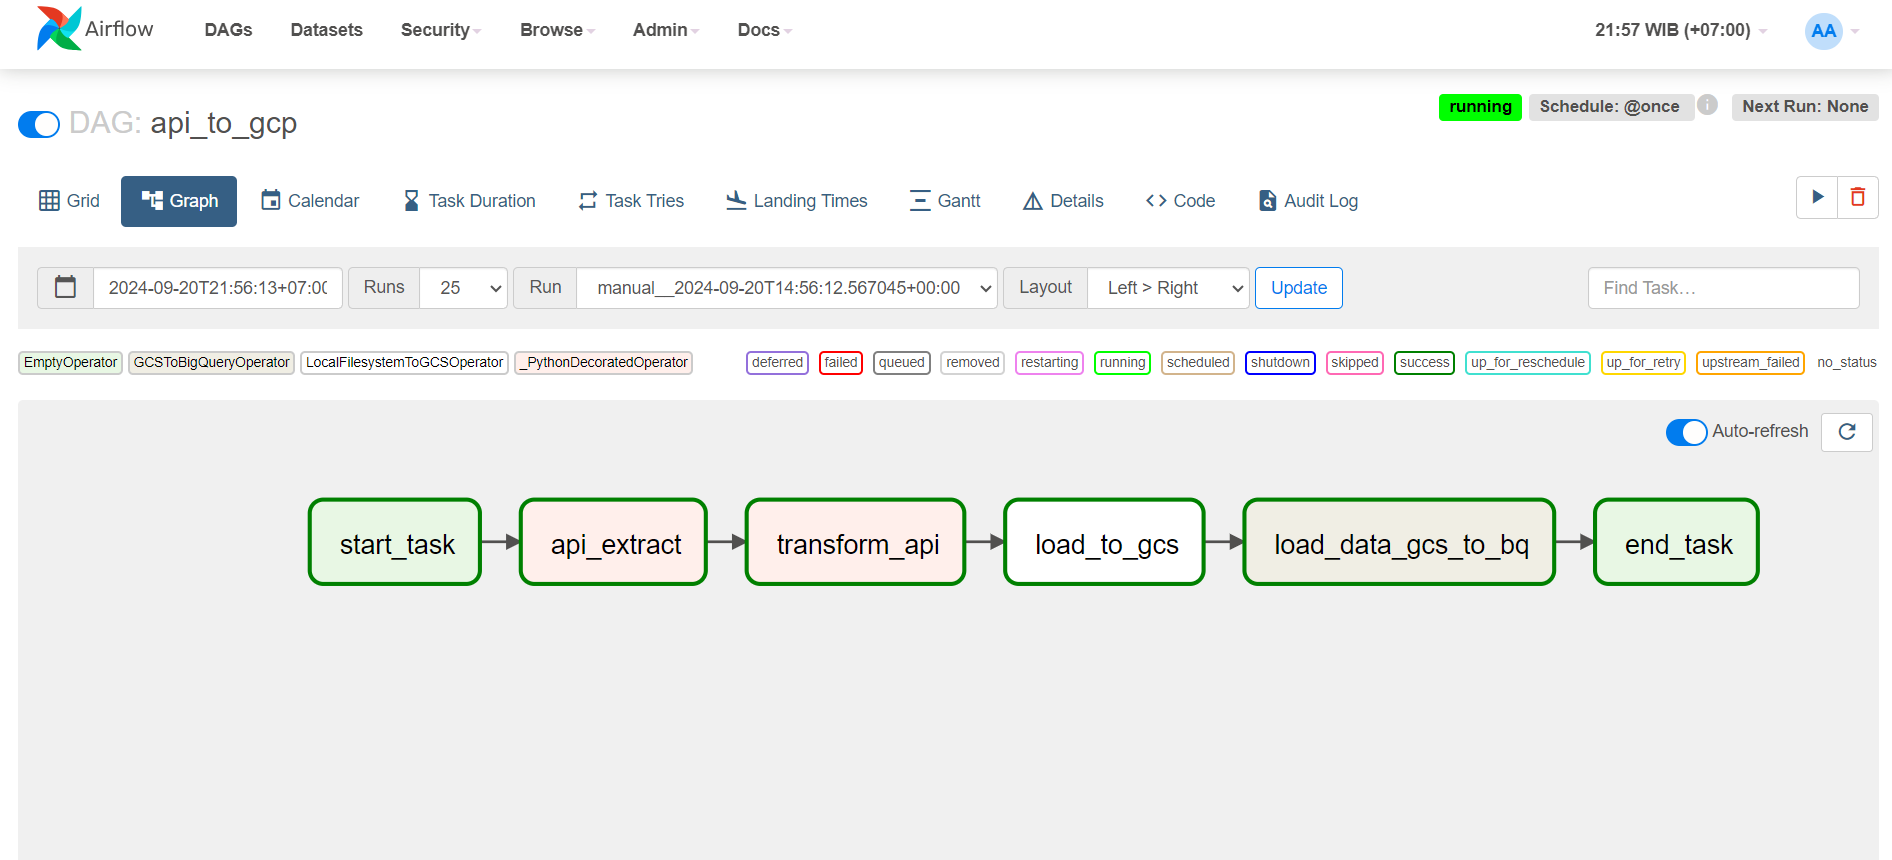 Airflow DAGs Datasets Security Browse Admin Docs 21:57 WIB (+07:00) AA
DAG: api_to_gcp running Schedule: @once i Next Run: None
Grid Graph Calendar Task Duration Task Tries Landing Times Gantt Details Code Audit Log
2024-09-20T21:56:13+07:00 Runs 25 Run manual__2024-09-20T14:56:12.567045+00:00 Layout Left > Right Update Find Task…
EmptyOperator GCSToBigQueryOperator LocalFilesystemToGCSOperator _PythonDecoratedOperator deferred failed queued removed restarting running scheduled shutdown skipped success up_for_reschedule up_for_retry upstream_failed no_status
Auto-refresh
start_task api_extract transform_api load_to_gcs load_data_gcs_to_bq end_task